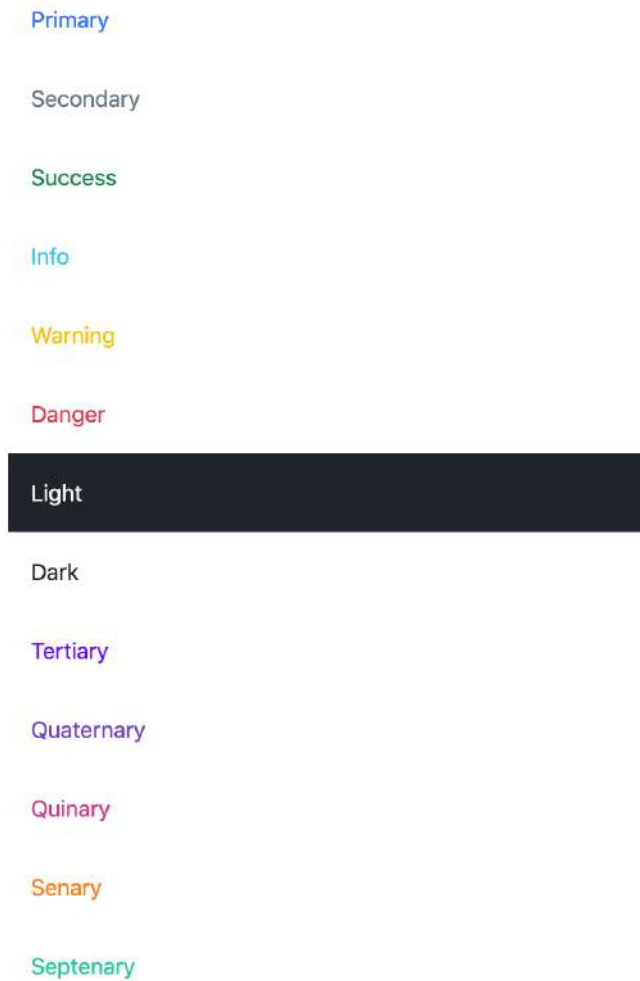 Primary
Secondary
Success
Info
Warning
Danger
Light
Dark
Tertiary
Quaternary
Quinary
Senary
Septenary